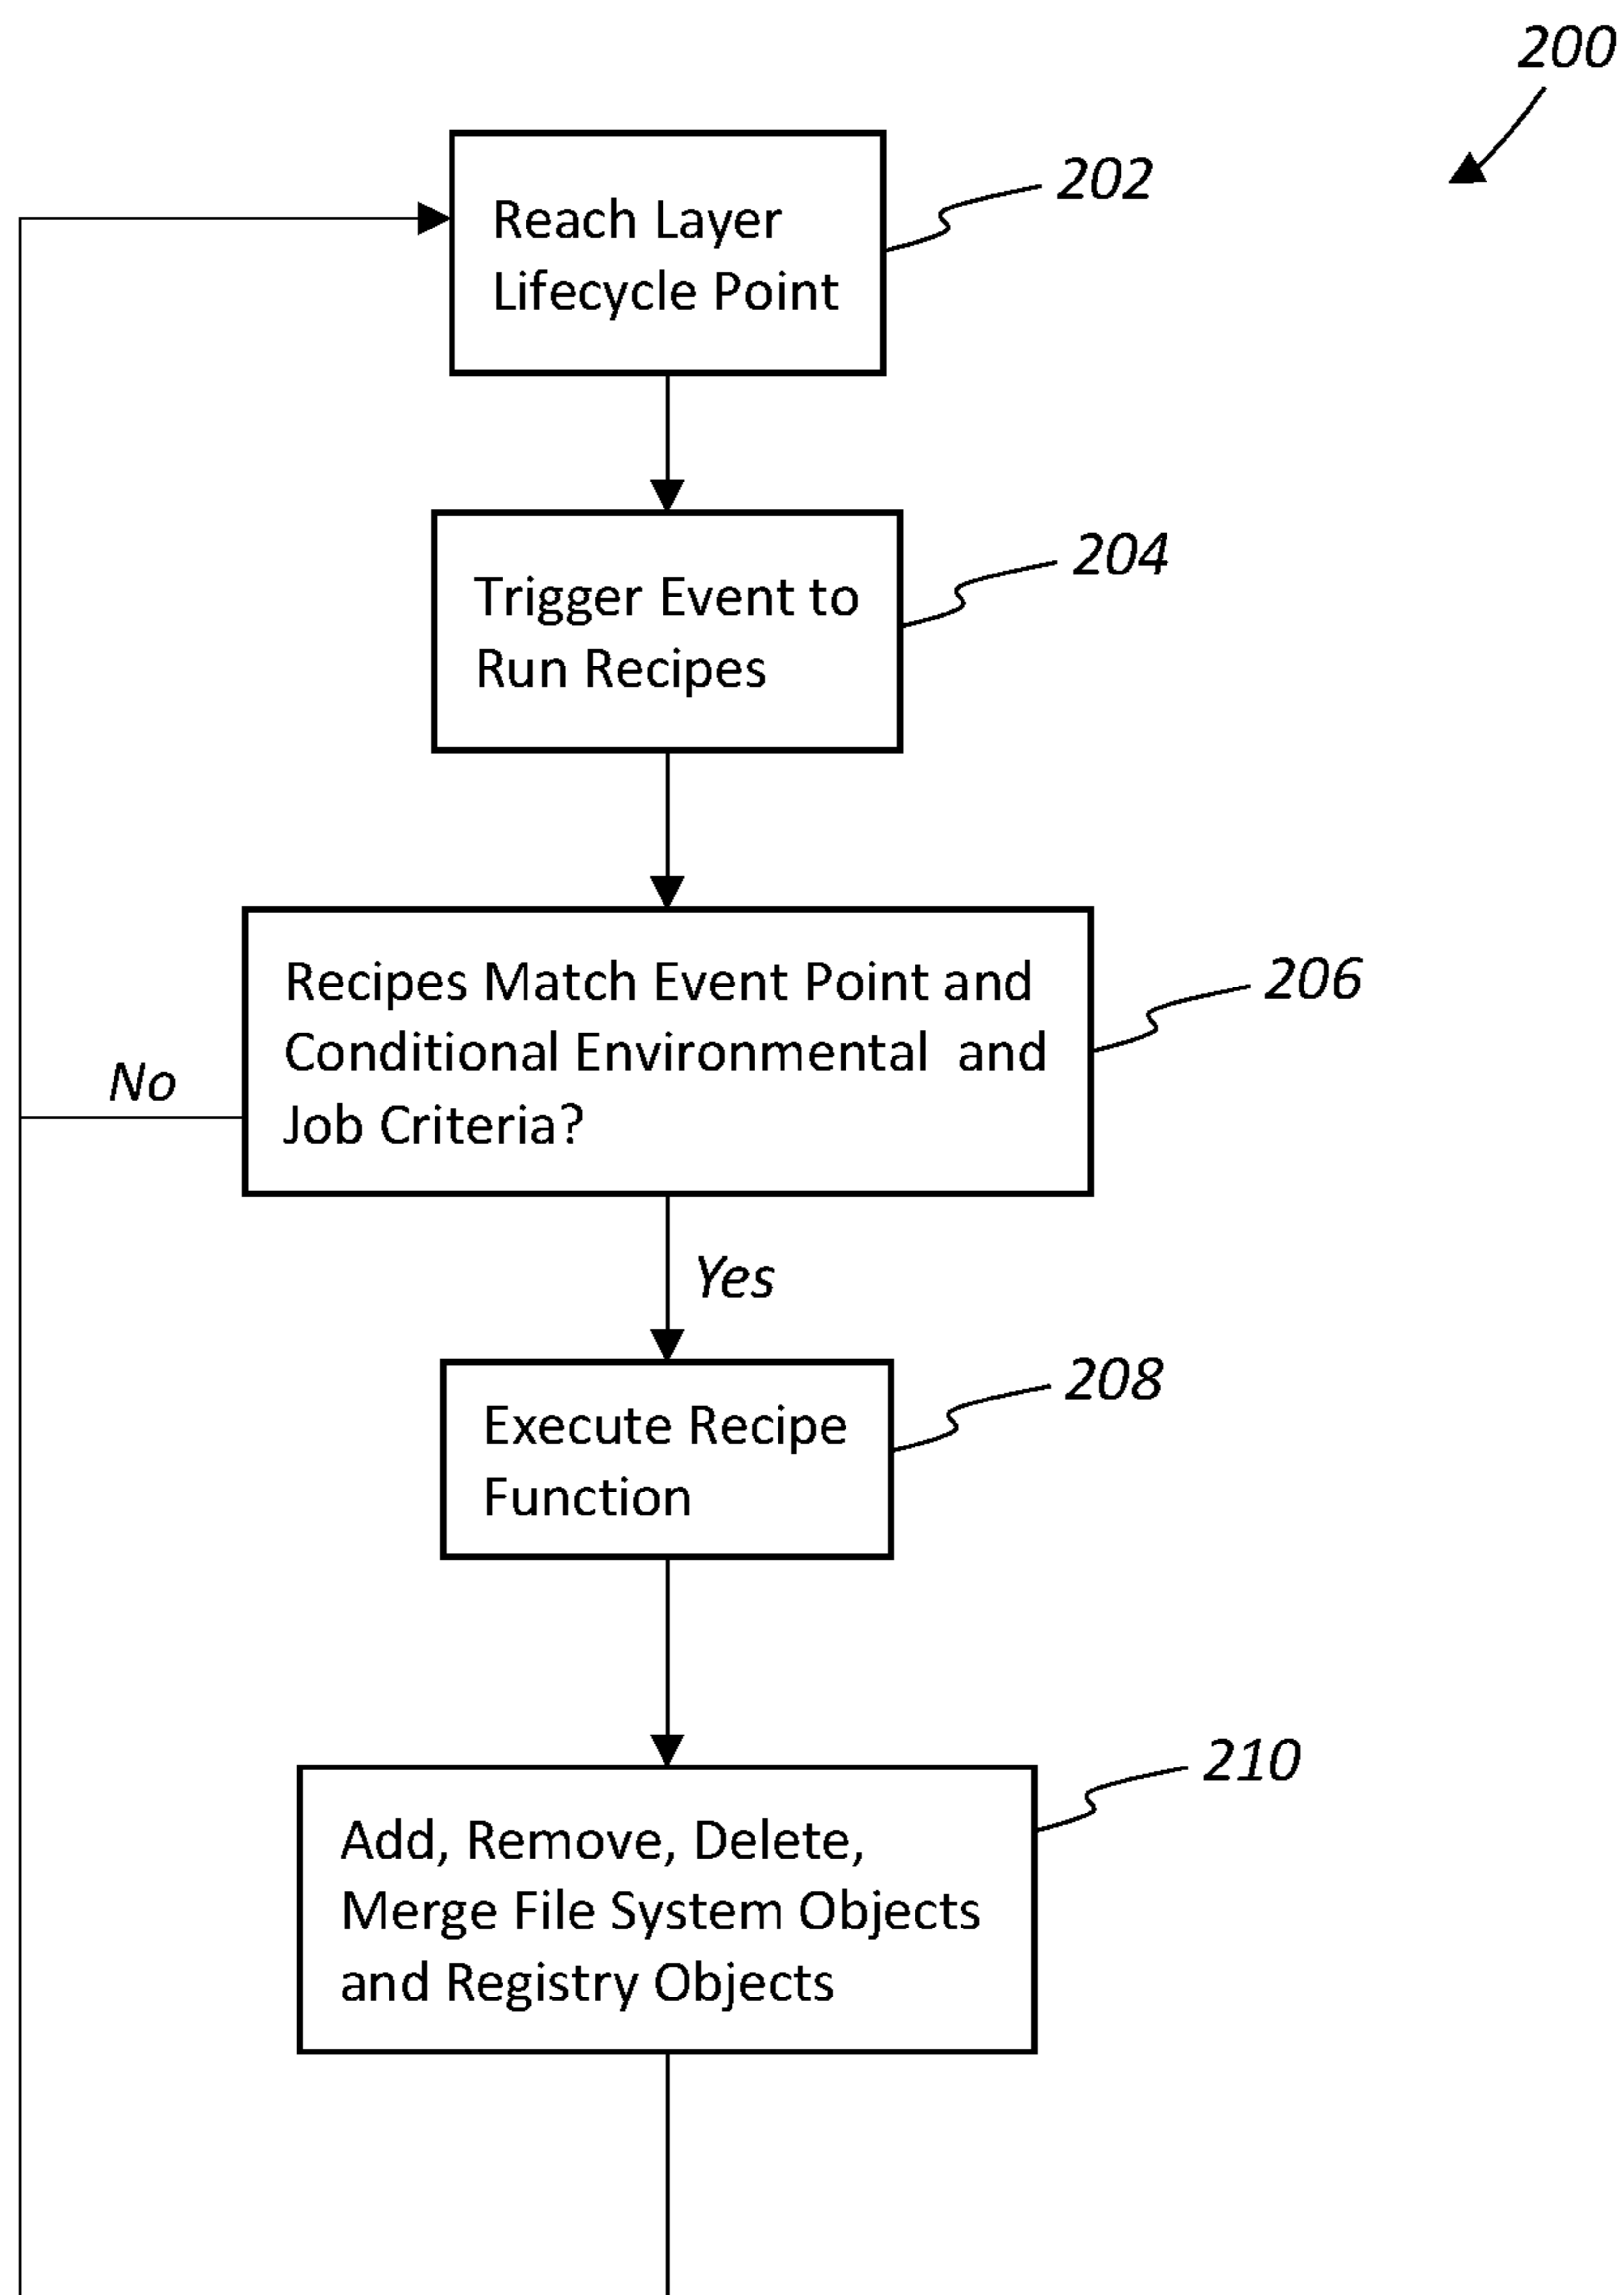 200
202
Reach Layer
Lifecycle Point
204
Trigger Event to
Run Recipes
206
Recipes Match Event Point and
Conditional Environmental  and
Job Criteria?
No
Yes
208
Execute Recipe
Function
210
Add, Remove, Delete,
Merge File System Objects
and Registry Objects